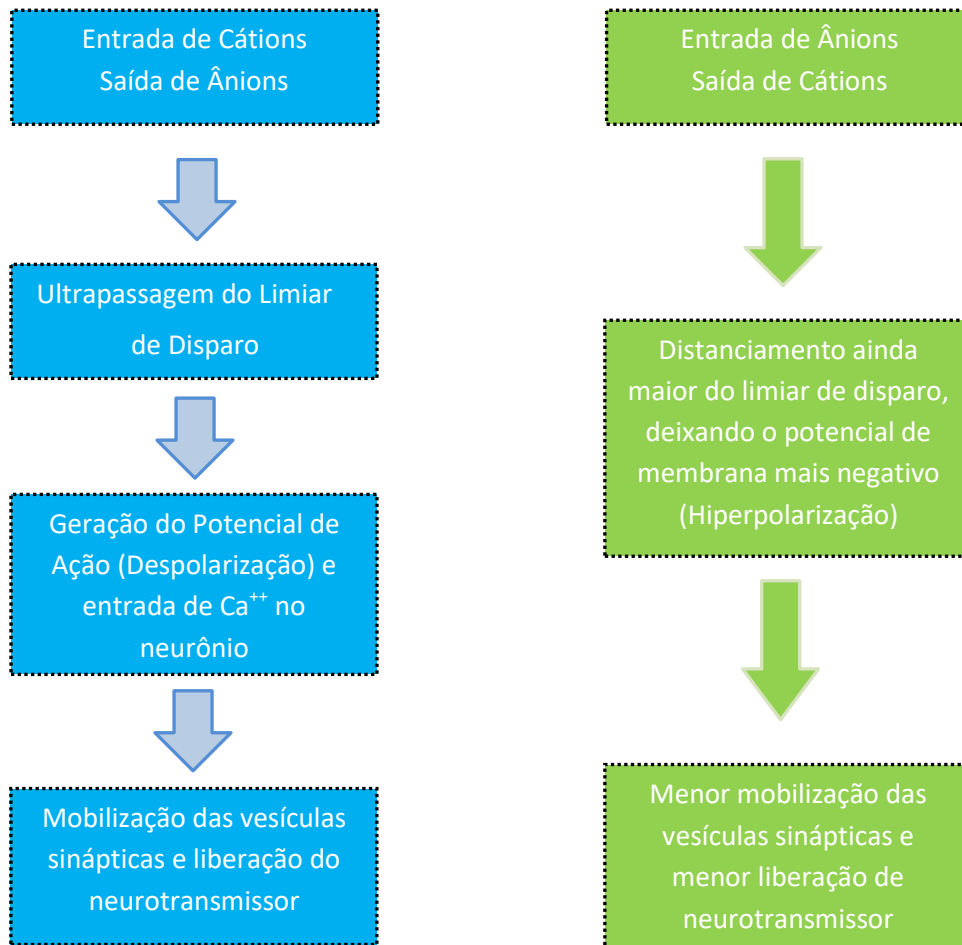 Entrada de Cátions
Saída de Ânions
Ultrapassagem do Limiar
de Disparo
Geração do Potencial de
Ação (Despolarização) e
entrada de Ca⁺⁺ no
neurônio
Mobilização das vesículas
sinápticas e liberação do
neurotransmissor
Entrada de Ânions
Saída de Cátions
Distanciamento ainda
maior do limiar de disparo,
deixando o potencial de
membrana mais negativo
(Hiperpolarização)
Menor mobilização das
vesículas sinápticas e
menor liberação de
neurotransmissor